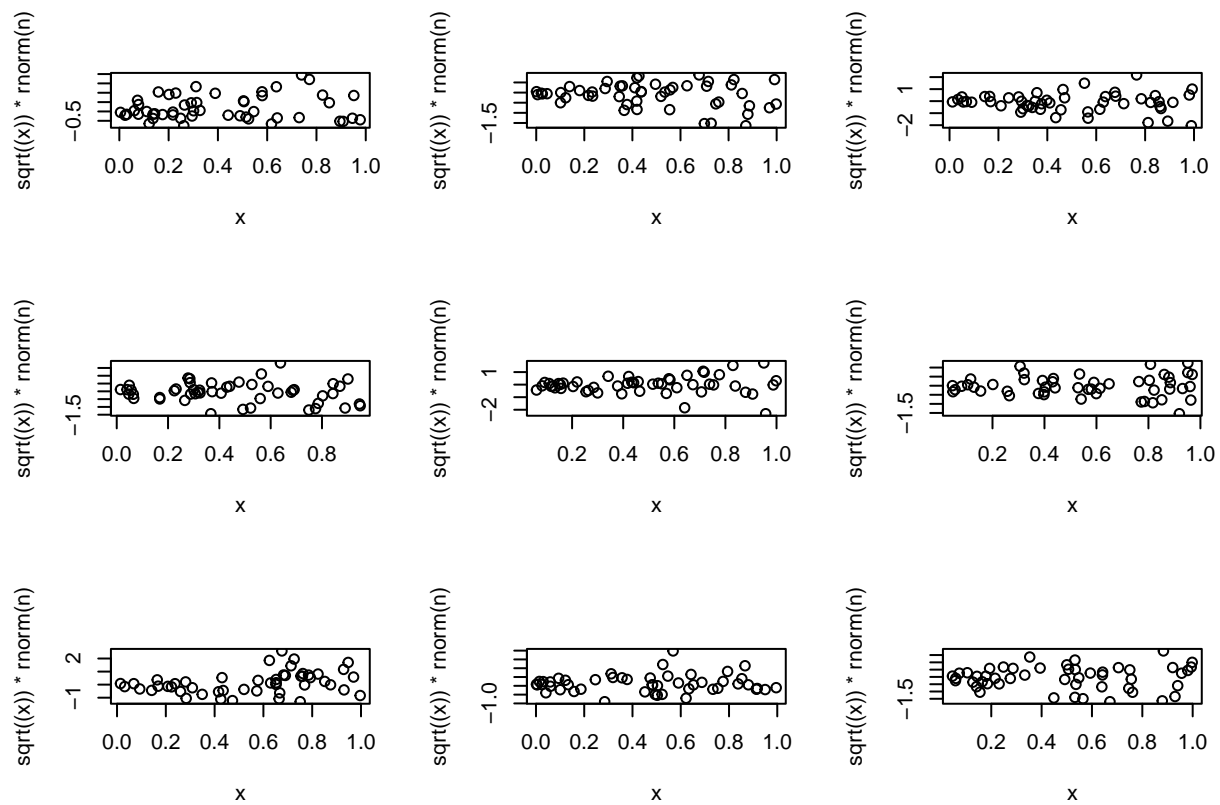 sqrt((x)) * rnorm(n)
−0.5
0.0 0.2 0.4 0.6 0.8 1.0
x
sqrt((x)) * rnorm(n)
−1.5
0.0 0.2 0.4 0.6 0.8 1.0
x
sqrt((x)) * rnorm(n)
1
−2
0.0 0.2 0.4 0.6 0.8 1.0
x
sqrt((x)) * rnorm(n)
−1.5
0.0 0.2 0.4 0.6 0.8
x
sqrt((x)) * rnorm(n)
1
−2
0.2 0.4 0.6 0.8 1.0
x
sqrt((x)) * rnorm(n)
−1.5
0.2 0.4 0.6 0.8 1.0
x
sqrt((x)) * rnorm(n)
2
−1
0.0 0.2 0.4 0.6 0.8 1.0
x
sqrt((x)) * rnorm(n)
−1.0
0.0 0.2 0.4 0.6 0.8 1.0
x
sqrt((x)) * rnorm(n)
−1.5
0.2 0.4 0.6 0.8 1.0
x